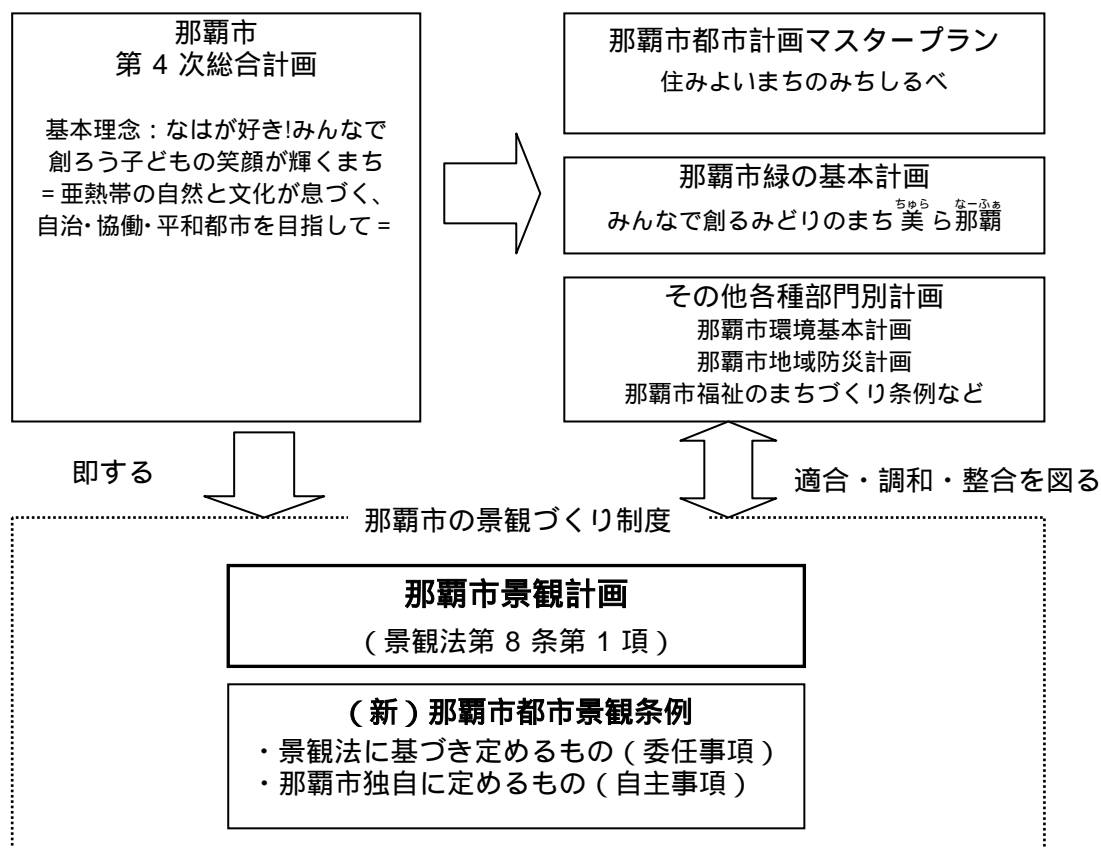 那覇市
第 4 次総合計画
基本理念：なはが好き!みんなで
創ろう子どもの笑顔が輝くまち
=亜熱帯の自然と文化が息づく、
自治・協働・平和都市を目指して=
那覇市都市計画マスタープラン
住みよいまちのみちしるべ
那覇市緑の基本計画
ちゅら なーふぁ
みんなで創るみどりのまち 美ら那覇
その他各種部門別計画
那覇市環境基本計画
那覇市地域防災計画
那覇市福祉のまちづくり条例など
即する
適合・調和・整合を図る
那覇市の景観づくり制度
那覇市景観計画
（景観法第 8 条第 1 項）
（新）那覇市都市景観条例
・景観法に基づき定めるもの（委任事項）
・那覇市独自に定めるもの（自主事項）